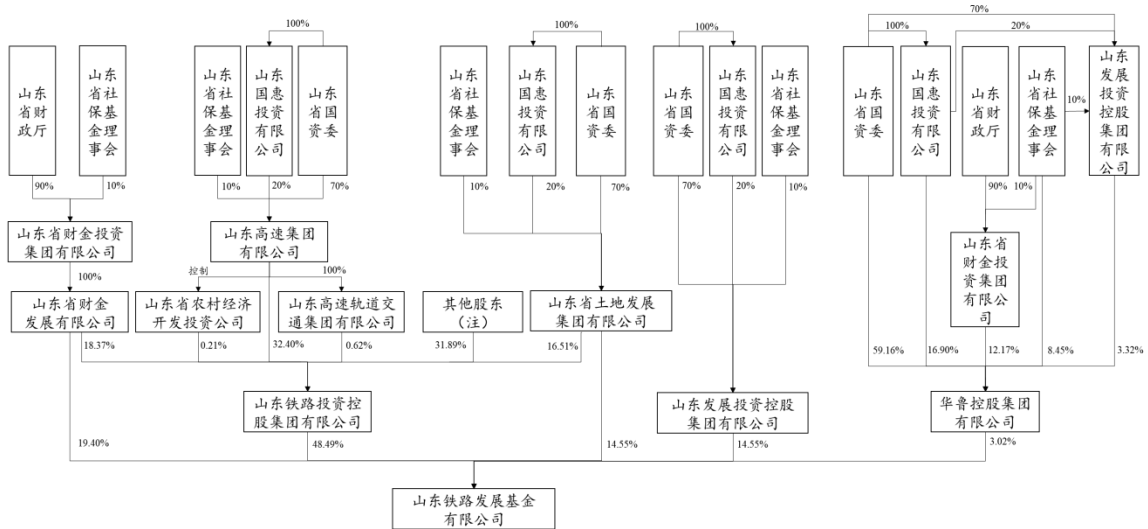 100%
100%
100%
70%
100%
20%
山东
省财
政厅
山东
省社
保基
金理
事会
山东
省社
保基
金理
事会
山东
国惠
投资
有限
公司
山东
省国
资委
山东
省社
保基
金理
事会
山东
国惠
投资
有限
公司
山东
省国
资委
山东
省国
资委
山东
国惠
投资
有限
公司
山东
省社
保基
金理
事会
山东
省国
资委
山东
国惠
投资
有限
公司
山东
省财
政厅
山东
省社
保基
金理
事会
10%
山东
发展
投资
控股
集团
有限
公司
90%
10%
10%
20%
70%
10%
20%
70%
70%
20%
10%
90%
10%
山东省财金投资
集团有限公司
山东高速集团
有限公司
山东省
财金投
资集团
有限公
司
100%
控制
100%
山东省财金
发展有限公司
山东省农村经济
开发投资公司
山东高速轨道交
通集团有限公司
其他股东
（注）
山东省土地发展
集团有限公司
18.37%
0.21%
32.40%
0.62%
31.89%
16.51%
59.16%
16.90%
12.17%
8.45%
3.32%
山东铁路投资控
股集团有限公司
山东发展投资控股
集团有限公司
华鲁控股集团
有限公司
19.40%
48.49%
14.55%
14.55%
3.02%
山东铁路发展基金
有限公司